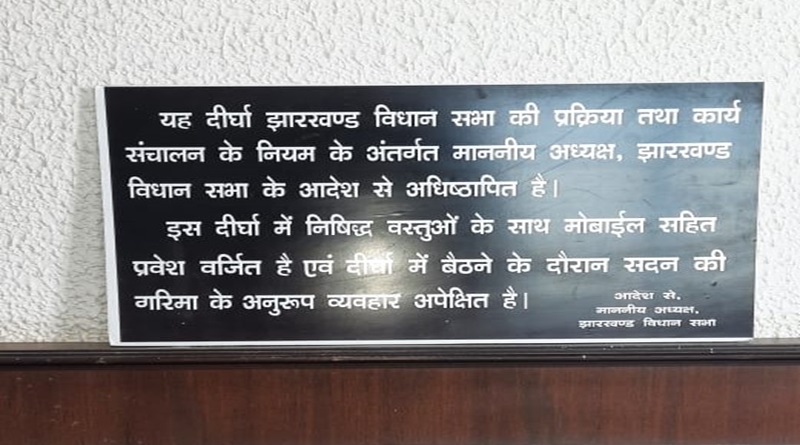 यह दीर्घा झारखण्ड विधान सभा की प्रक्रिया तथा कार्य
संचालन के नियम के अंतर्गत माननीय अध्यक्ष, झारखण्ड
विधान सभा के आदेश से अधिष्ठापित है।
इस दीर्घा में निषिद्ध वस्तुओं के साथ मोबाईल सहित
प्रवेश वर्जित है एवं दीर्घा में बैठने के दौरान सदन की
गरिमा के अनुरूप व्यवहार अपेक्षित है।
आदेश से,
माननीय अध्यक्ष,
झारखण्ड विधान सभा